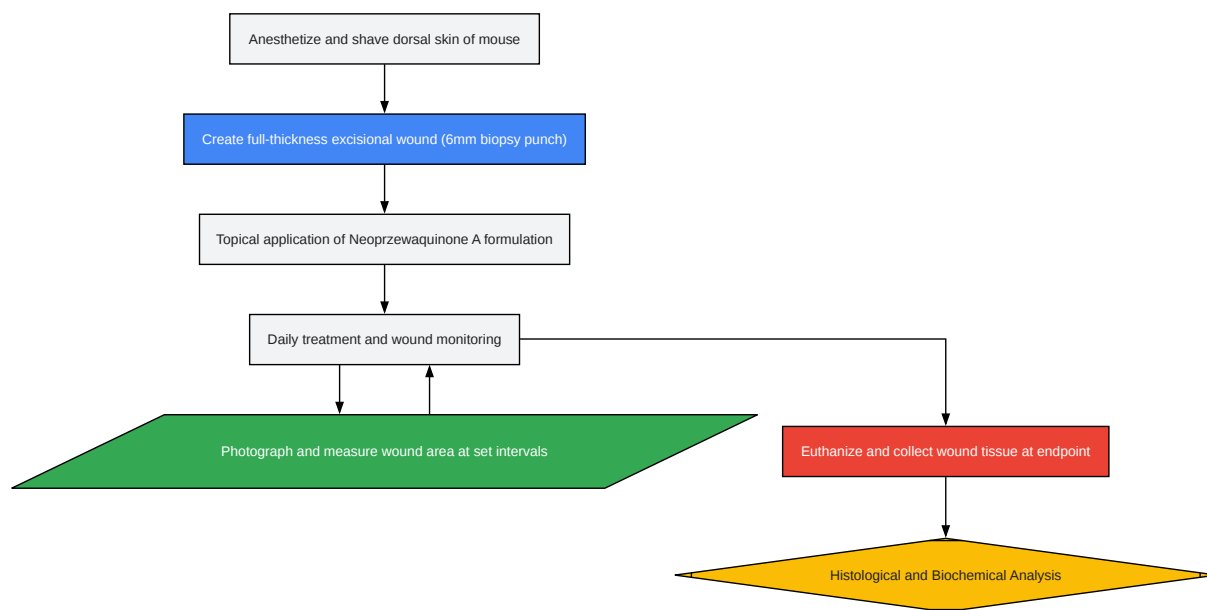 Anesthetize and shave dorsal skin of mouse
Create full-thickness excisional wound (6mm biopsy punch)
Topical application of Neoprzewaquinone A formulation
Daily treatment and wound monitoring
Photograph and measure wound area at set intervals
Euthanize and collect wound tissue at endpoint
Histological and Biochemical Analysis